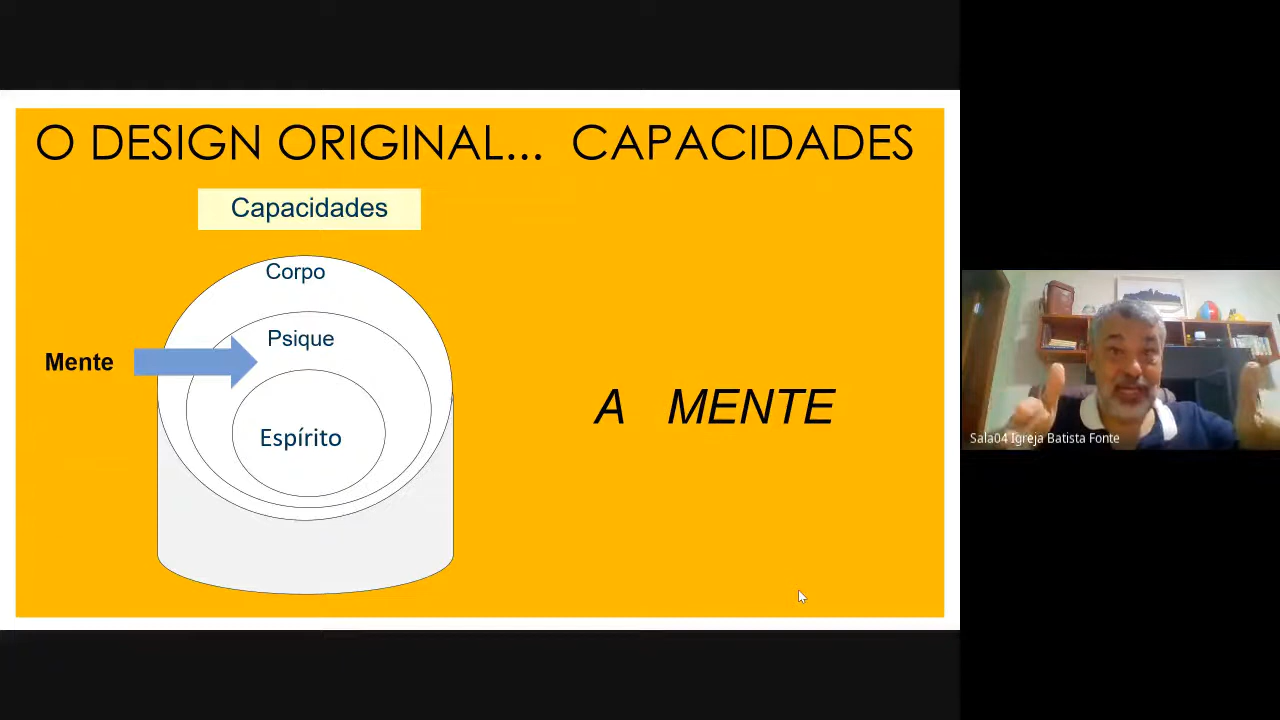 O DESIGN ORIGINAL... CAPACIDADES
Capacidades
Corpo
Psique
Mente
Espírito
A MENTE
Sala04 Igreja Batista Fonte